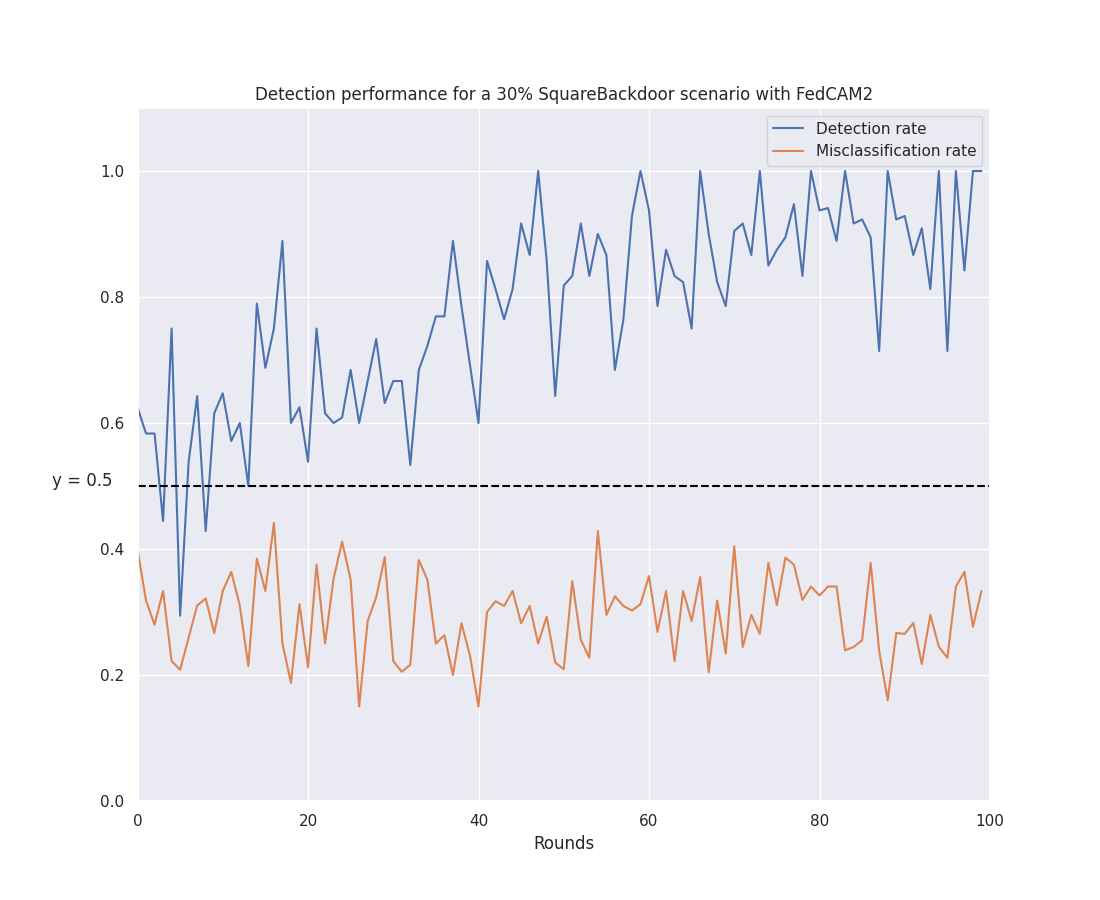 Detection performance for a 30% SquareBackdoor scenario with FedCAM2
Detection rate
Misclassification rate
1.0
0.8
0.6
y = 0.5
0.4
0.2
0.0
0 20 40 60 80 100
Rounds